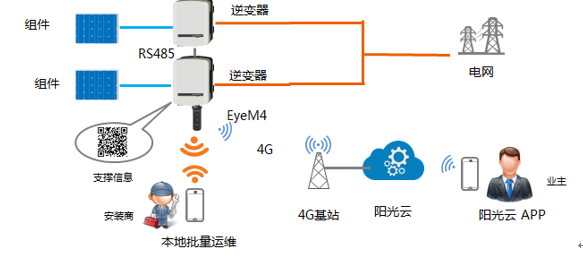 组件
逆变器
RS485
电网
组件
逆变器
EyeM4
4G
支撑信息
安装商
本地批量运维
4G基站
阳光云
阳光云 APP
业主